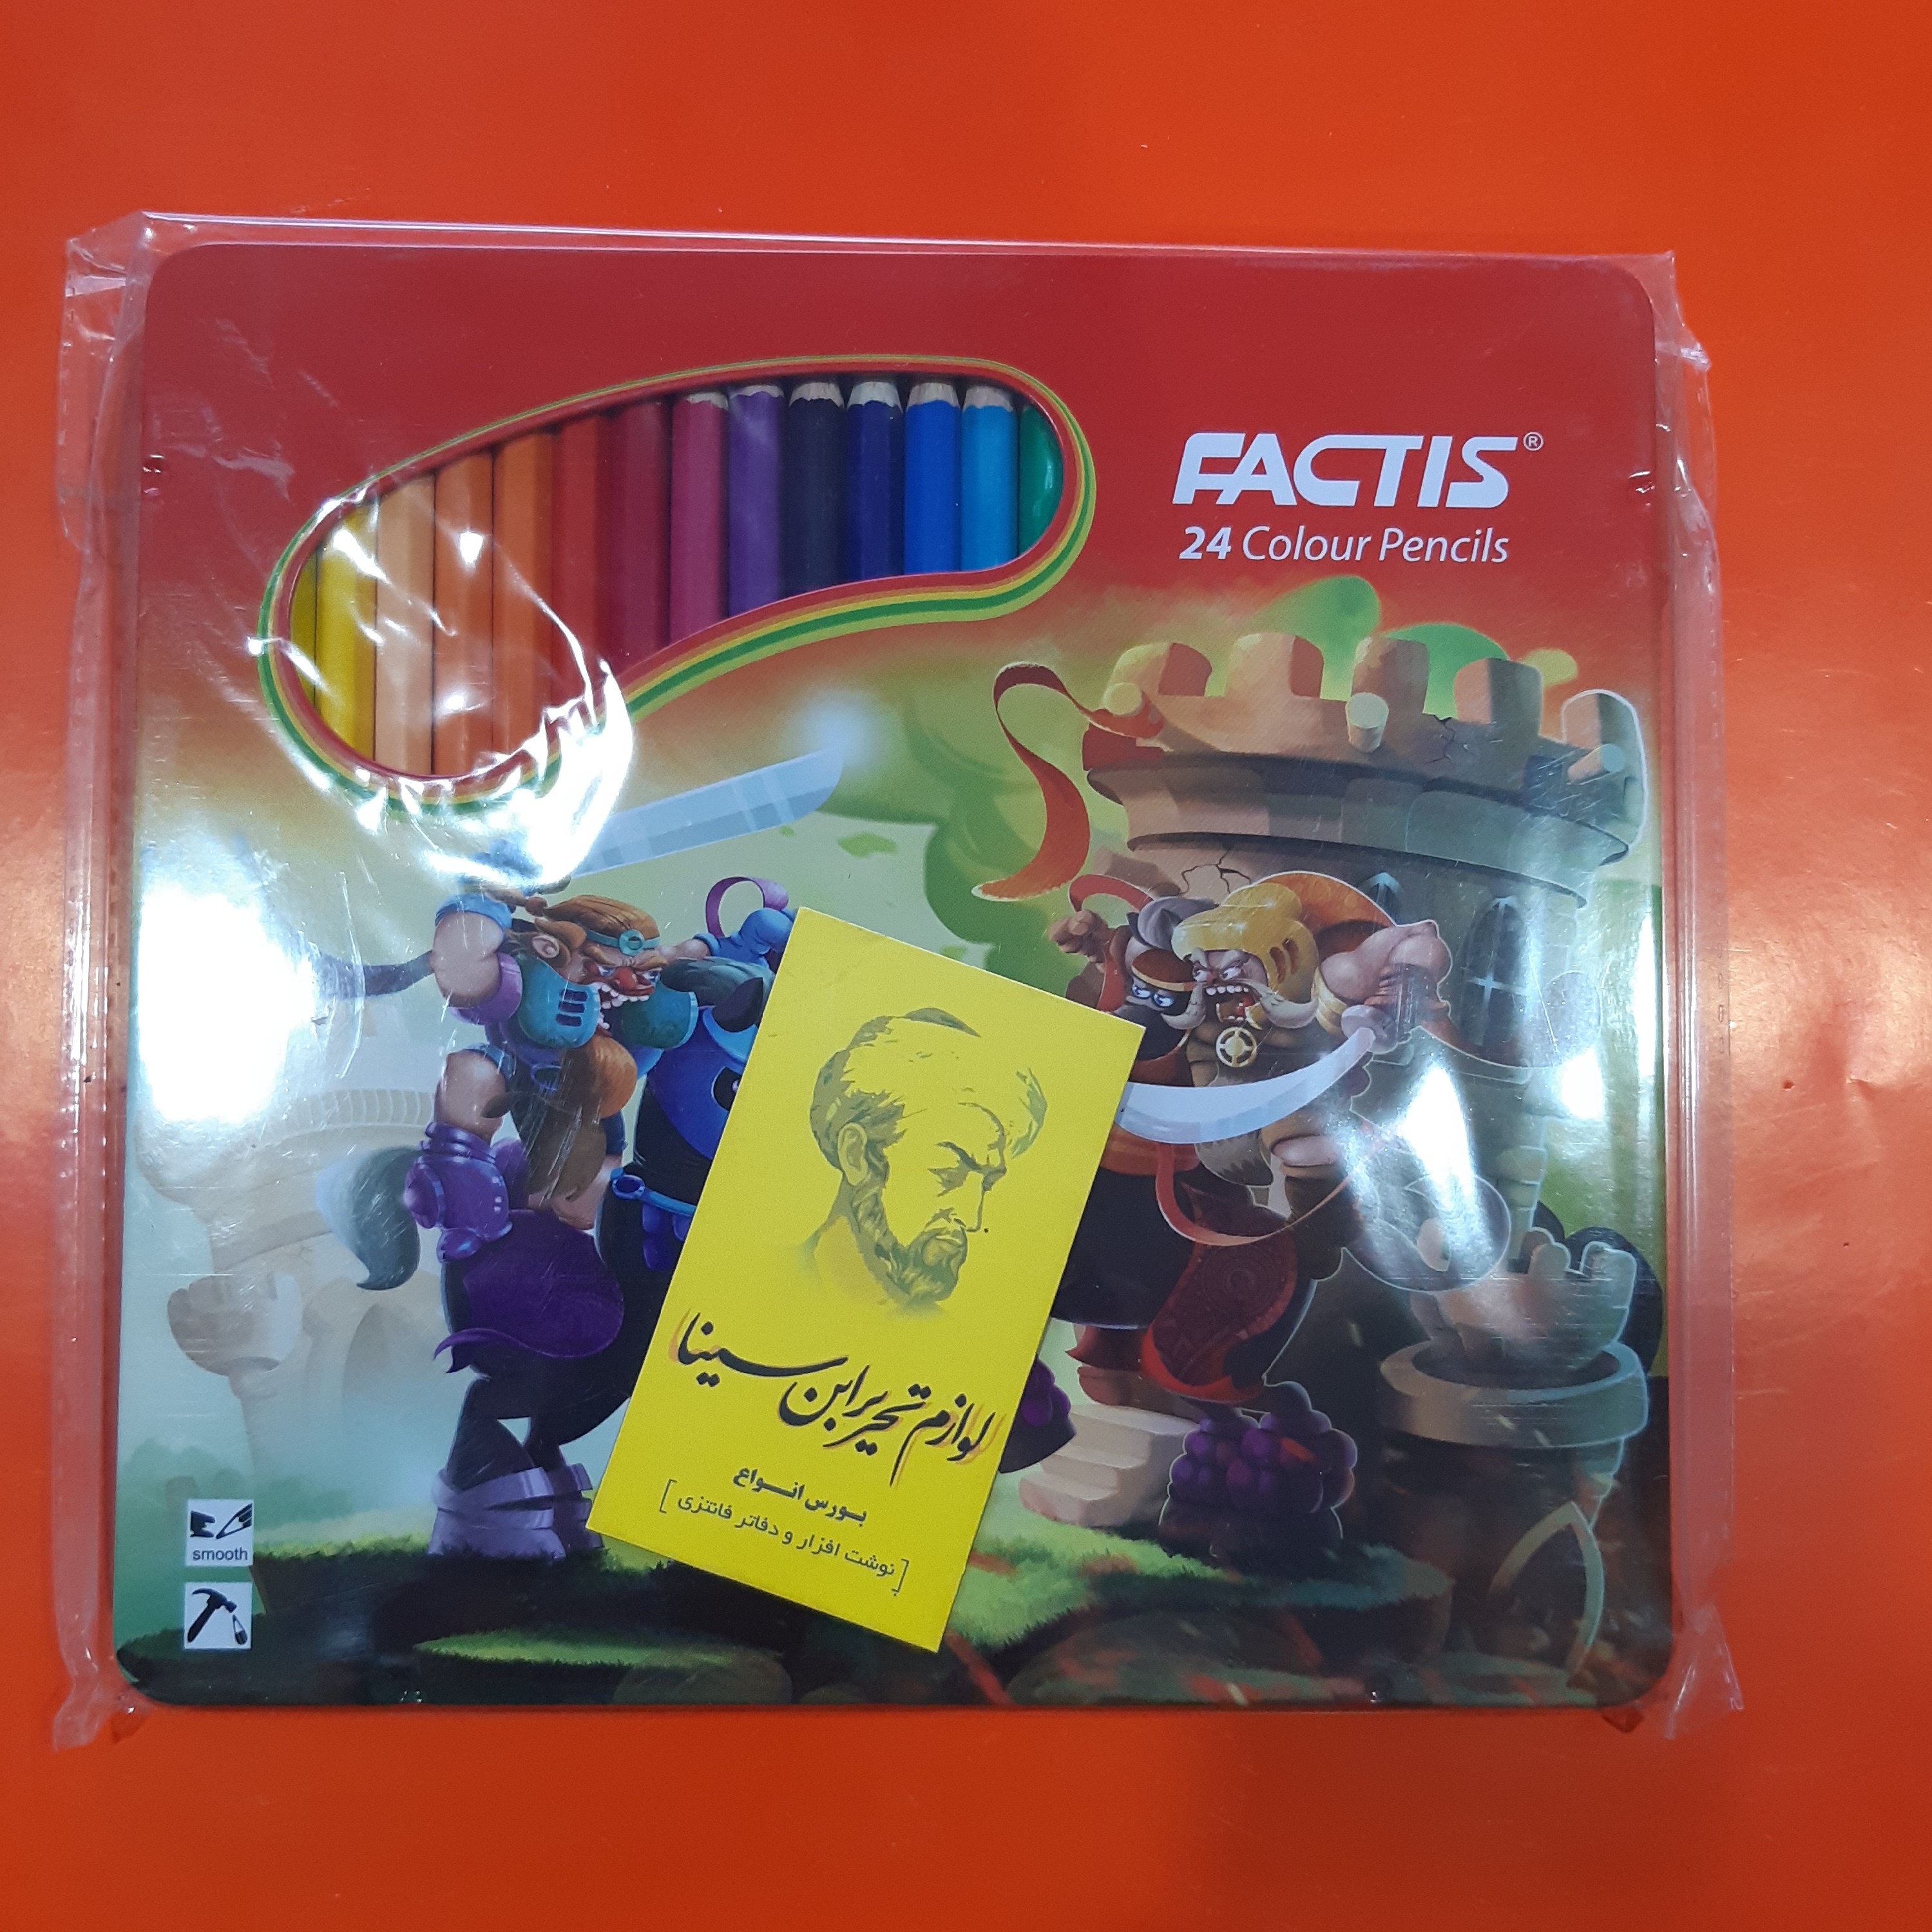 FACTIS®
24 Colour Pencils
لوازم تحریر ابن سینا
بورس انواع
[نوشت افزار و دفاتر فانتزی]
smooth